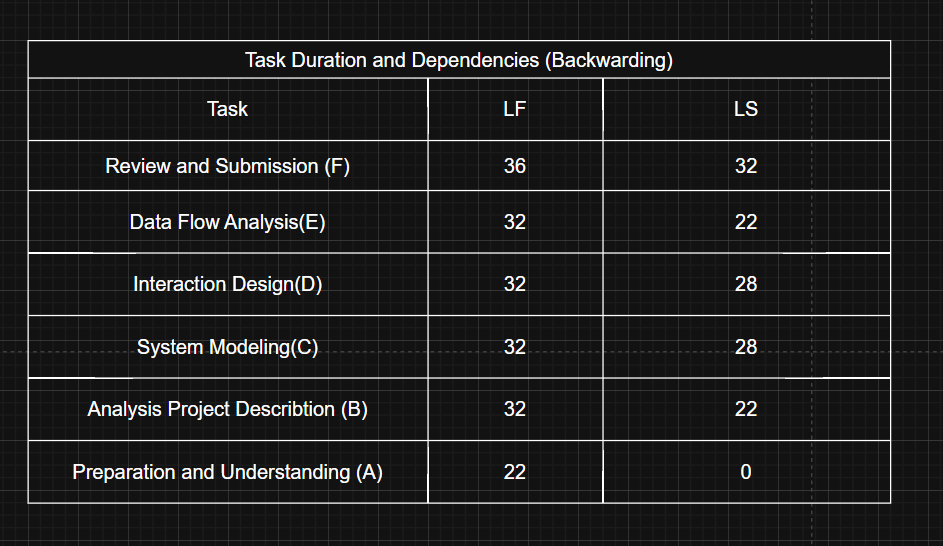 Task Duration and Dependencies (Backwarding)
Task LF LS
Review and Submission (F) 36 32
Data Flow Analysis(E) 32 22
Interaction Design(D) 32 28
System Modeling(C) 32 28
Analysis Project Describtion (B) 32 22
Preparation and Understanding (A) 22 0